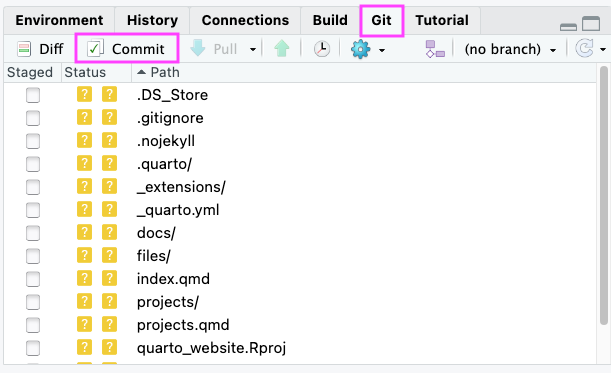 Environment History Connections Build Git Tutorial
Diff Commit Pull (no branch)
Staged Status Path
? ? .DS_Store
? ? .gitignore
? ? .nojekyll
? ? .quarto/
? ? _extensions/
? ? _quarto.yml
? ? docs/
? ? files/
? ? index.qmd
? ? projects/
? ? projects.qmd
? ? quarto_website.Rproj